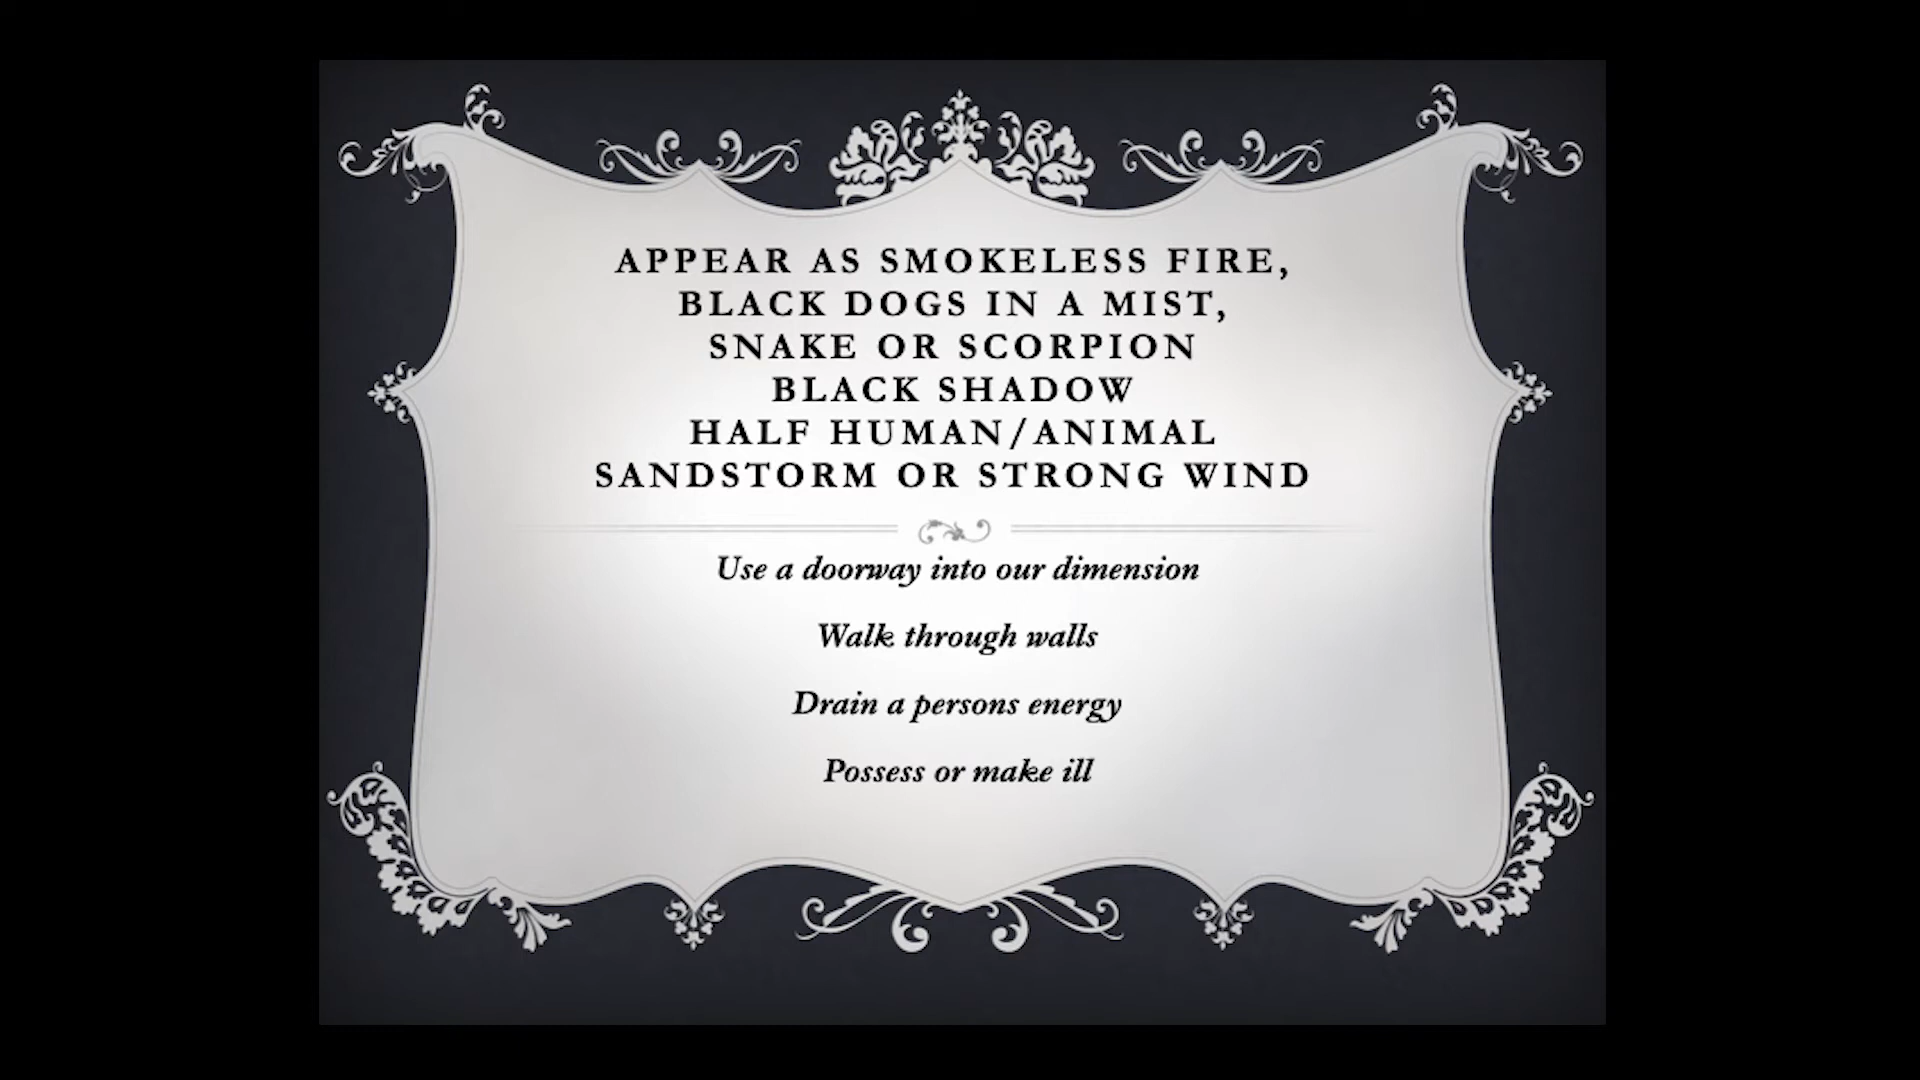 APPEAR AS SMOKELESS FIRE,
BLACK DOGS IN A MIST,
SNAKE OR SCORPION
BLACK SHADOW
HALF HUMAN/ANIMAL
SANDSTORM OR STRONG WIND
Use a doorway into our dimension
Walk through walls
Drain a persons energy
Possess or make ill